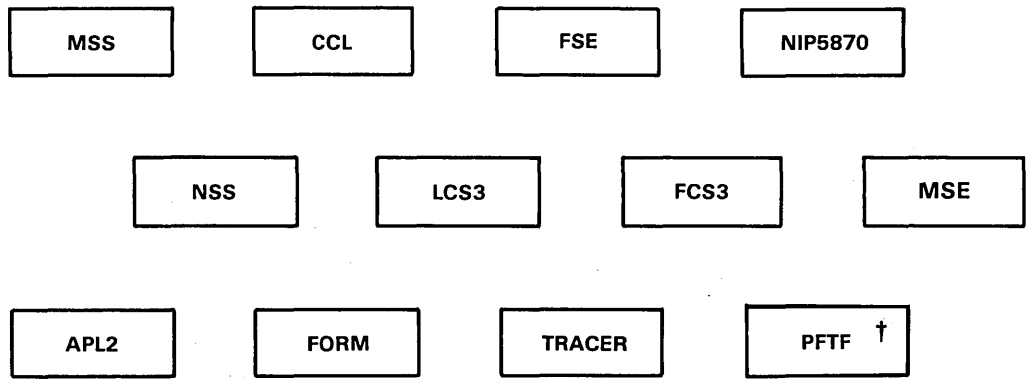 MSS CCL FSE NIP5870
NSS LCS3 FCS3 MSE
APL2 FORM TRACER PFTF †